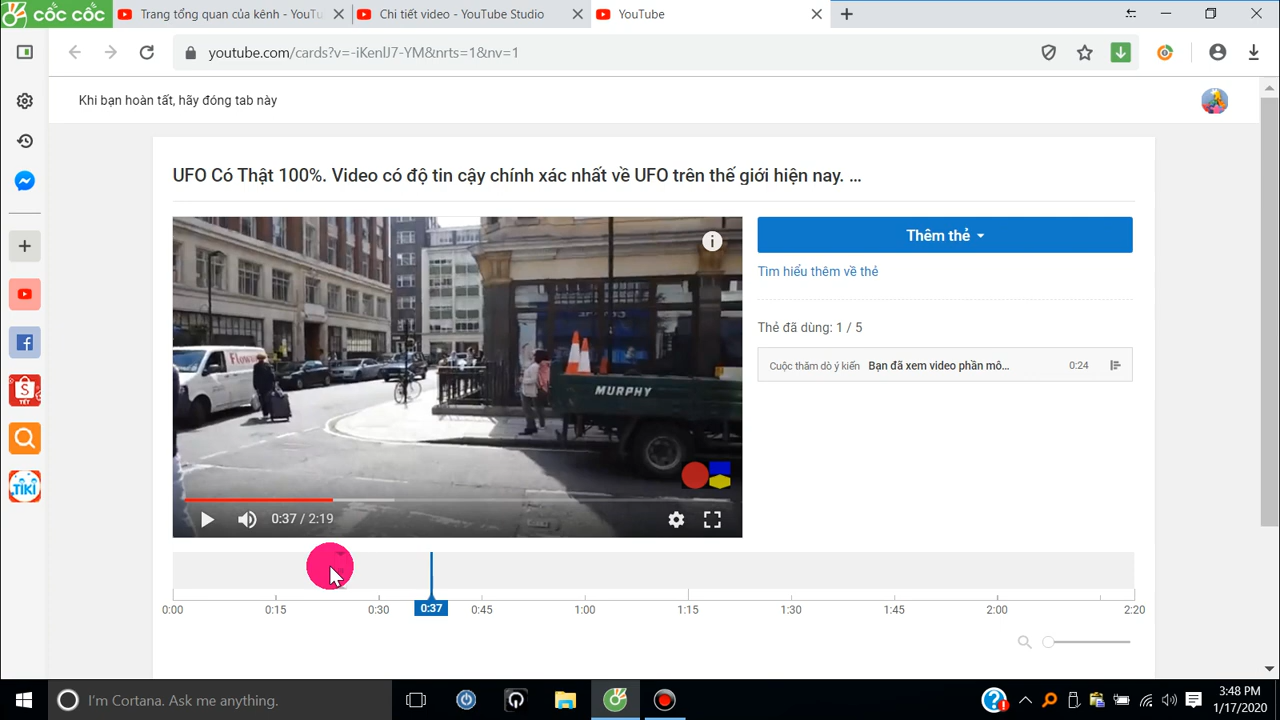 cốc cốc
Trang tổng quan của kênh - YouTu
Chi tiết video - YouTube Studio
YouTube
youtube.com/cards?v=-iKenlJ7-YM&nrts=1&nv=1
Khi bạn hoàn tất, hãy đóng tab này
UFO Có Thật 100%. Video có độ tin cậy chính xác nhất về UFO trên thế giới hiện nay. ...
Thêm thẻ
Tìm hiểu thêm về thẻ
Thẻ đã dùng: 1 / 5
Cuộc thăm dò ý kiến Bạn đã xem video phần mô... 0:24
MURPHY
0:37 / 2:19
TẾT
TIKI
0:00 0:15 0:30 0:37 0:45 1:00 1:15 1:30 1:45 2:00 2:20
I'm Cortana. Ask me anything.
3:48 PM
1/17/2020